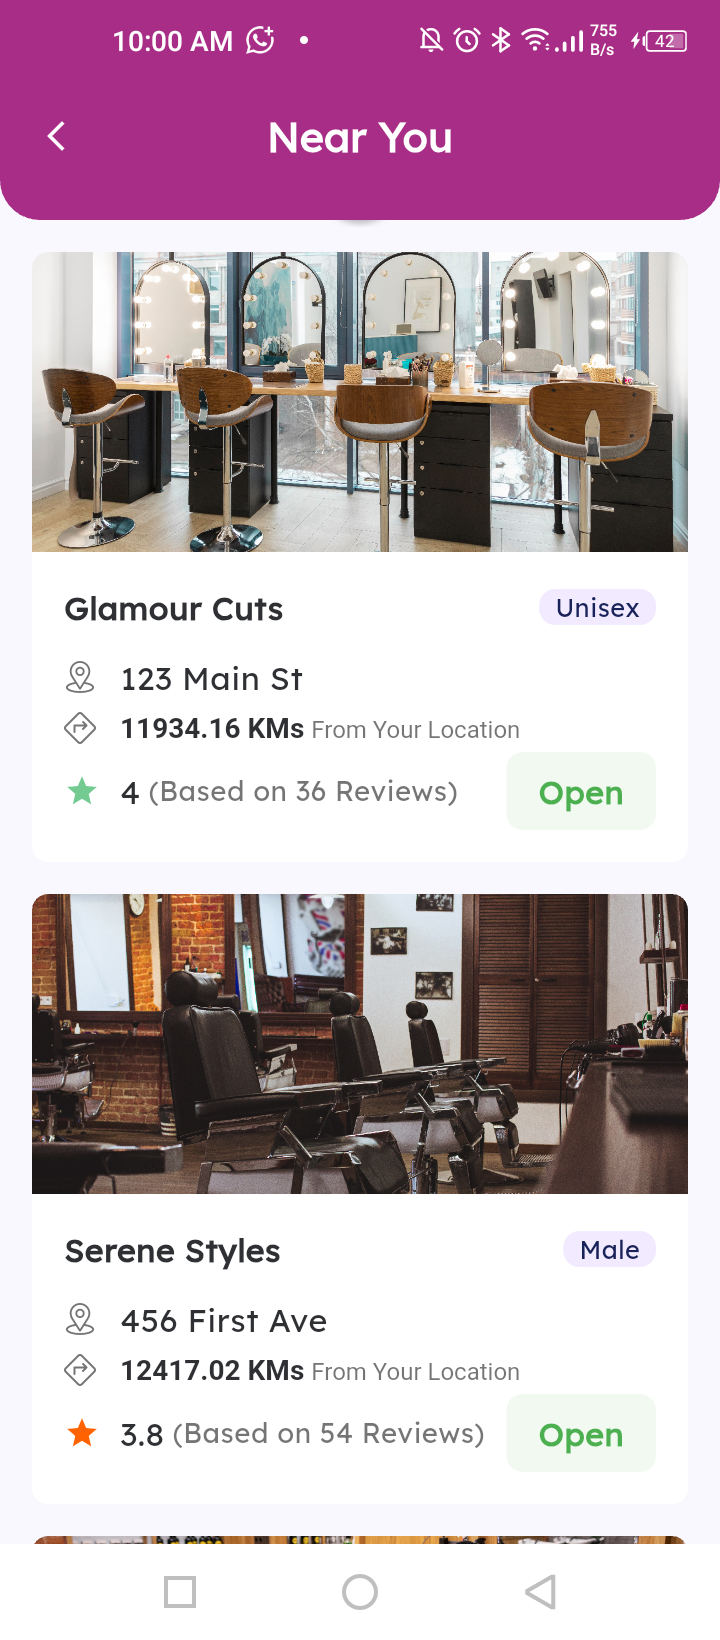 10:00 AM 755 B/s 42
Near You
Glamour Cuts Unisex
123 Main St
11934.16 KMs From Your Location
4 (Based on 36 Reviews) Open
Serene Styles Male
456 First Ave
12417.02 KMs From Your Location
3.8 (Based on 54 Reviews) Open